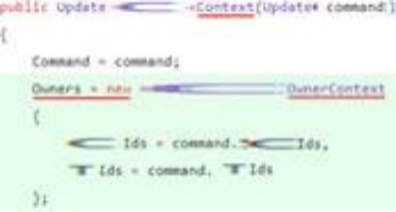 public Update Context(Update command)
{
Command = command;
Owners = new OwnerContext
{
Ids = command. Ids,
Ids = command. Ids
};